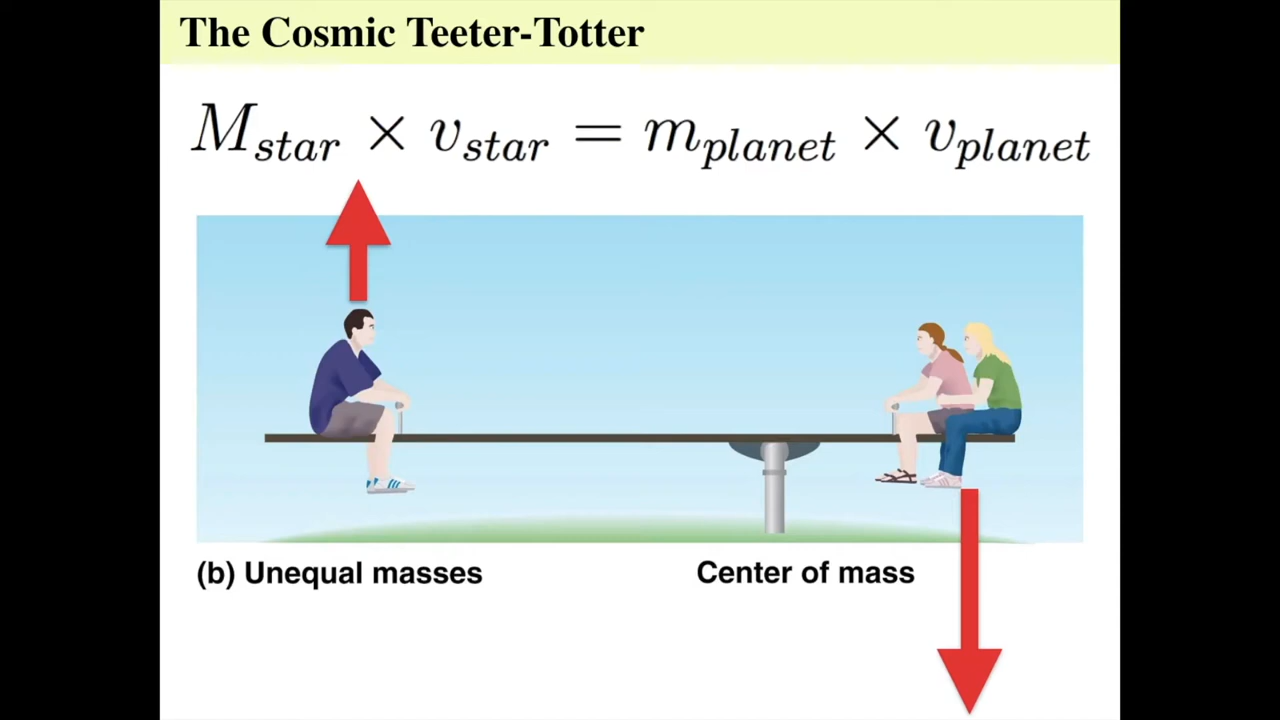 The Cosmic Teeter-Totter
M_star × v_star = m_planet × v_planet
(b) Unequal masses
Center of mass